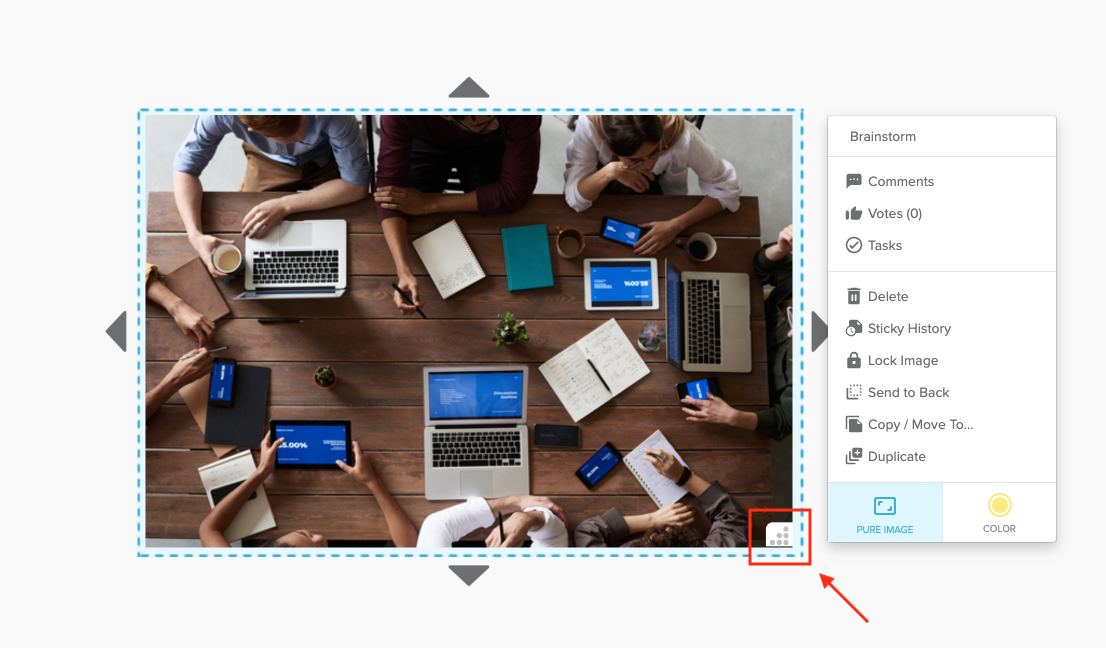 Brainstorm
Comments
Votes (0)
Tasks
Delete
Sticky History
Lock Image
Send to Back
Copy / Move To...
Duplicate
PURE IMAGE
COLOR